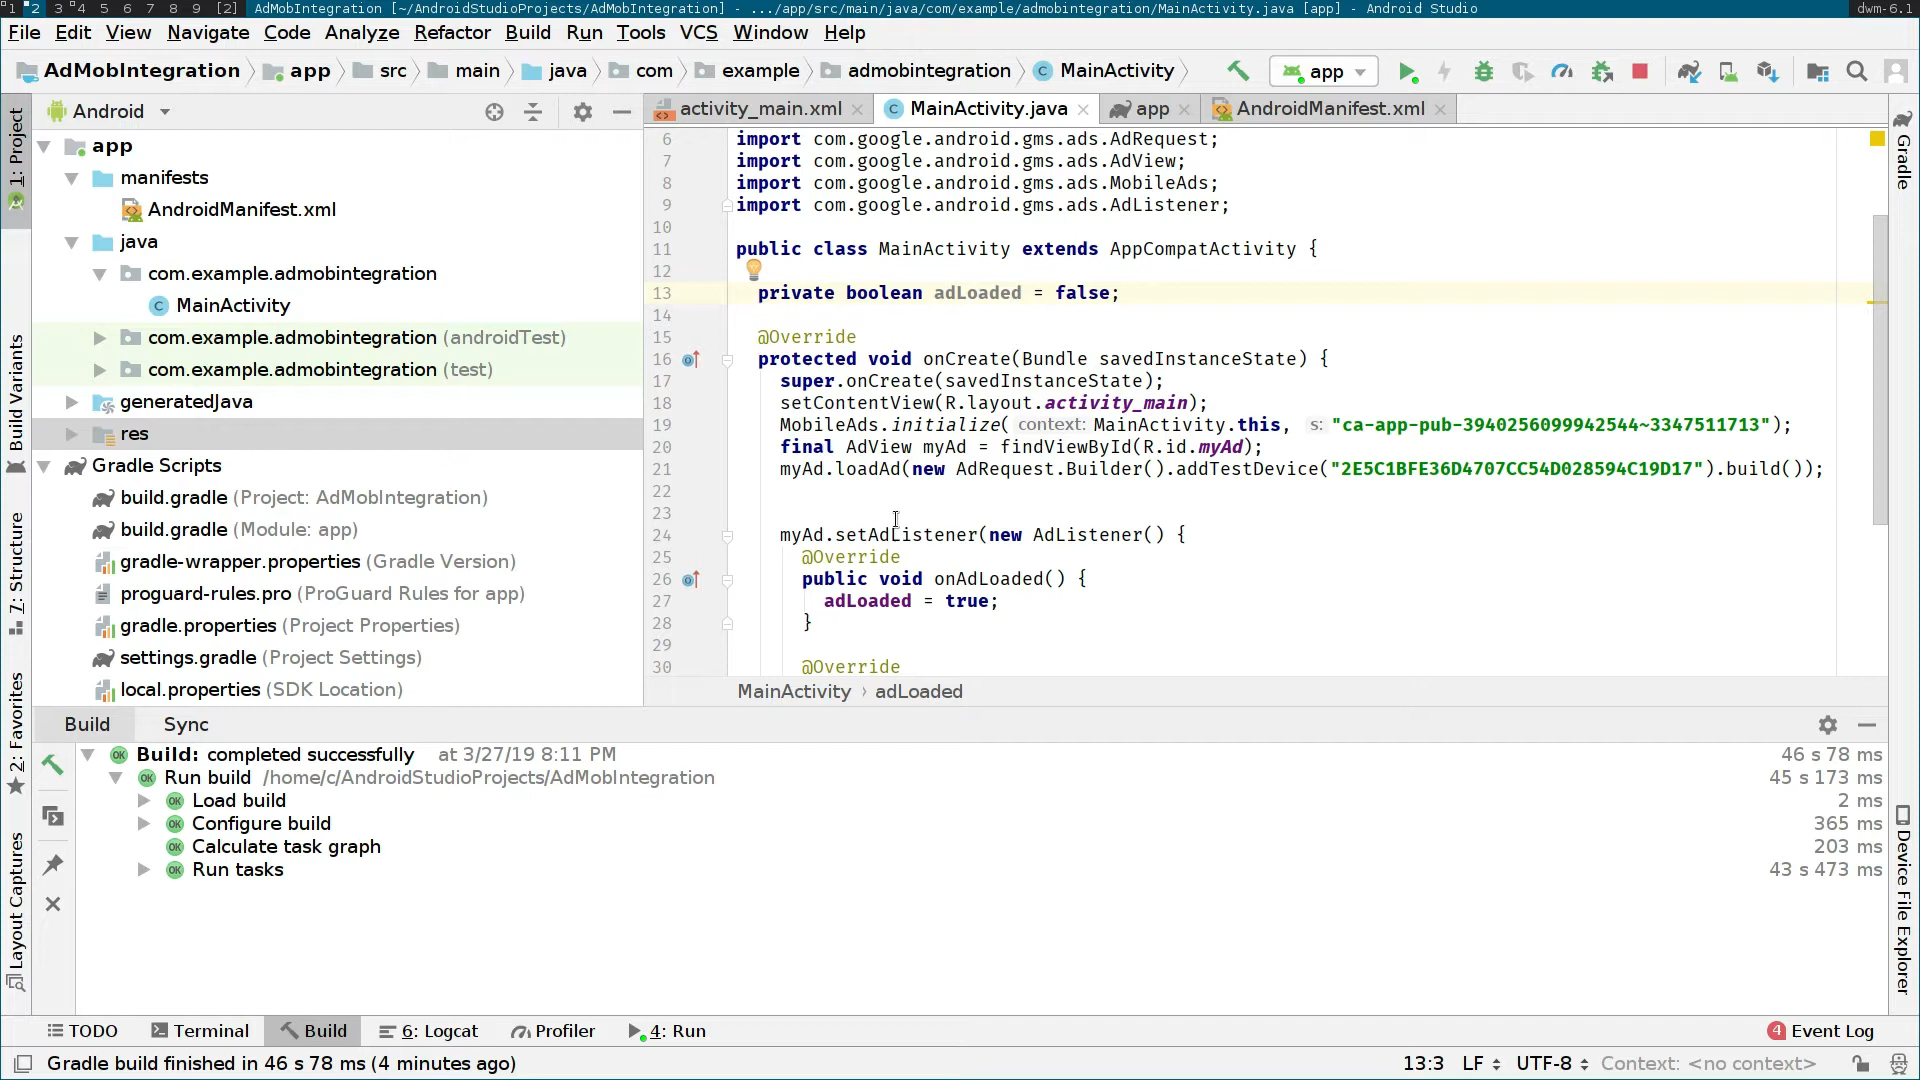 1 2 3 4 5 6 7 8 9 [2] AdMobIntegration [~/AndroidStudioProjects/AdMobIntegration] - .../app/src/main/java/com/example/admobintegration/MainActivity.java [app] - Android Studio dwm-6.1
File Edit View Navigate Code Analyze Refactor Build Run Tools VCS Window Help
AdMobIntegration app src main java com example admobintegration MainActivity app
Android
activity_main.xml MainActivity.java app AndroidManifest.xml
1: Project
Build Variants
7: Structure
2: Favorites
Layout Captures
app
manifests
AndroidManifest.xml
java
com.example.admobintegration
MainActivity
com.example.admobintegration (androidTest)
com.example.admobintegration (test)
generatedJava
res
Gradle Scripts
build.gradle (Project: AdMobIntegration)
build.gradle (Module: app)
gradle-wrapper.properties (Gradle Version)
proguard-rules.pro (ProGuard Rules for app)
gradle.properties (Project Properties)
settings.gradle (Project Settings)
local.properties (SDK Location)
6 import com.google.android.gms.ads.AdRequest;
7 import com.google.android.gms.ads.AdView;
8 import com.google.android.gms.ads.MobileAds;
9 import com.google.android.gms.ads.AdListener;
10
11 public class MainActivity extends AppCompatActivity {
12
13 private boolean adLoaded = false;
14
15 @Override
16 protected void onCreate(Bundle savedInstanceState) {
17 super.onCreate(savedInstanceState);
18 setContentView(R.layout.activity_main);
19 MobileAds.initialize( context: MainActivity.this, s: "ca-app-pub-3940256099942544~3347511713");
20 final AdView myAd = findViewById(R.id.myAd);
21 myAd.loadAd(new AdRequest.Builder().addTestDevice("2E5C1BFE36D4707CC54D028594C19D17").build());
22
23
24 myAd.setAdListener(new AdListener() {
25 @Override
26 public void onAdLoaded() {
27 adLoaded = true;
28 }
29
30 @Override
MainActivity › adLoaded
Gradle
Device File Explorer
Build Sync
Build: completed successfully at 3/27/19 8:11 PM 46 s 78 ms
Run build /home/c/AndroidStudioProjects/AdMobIntegration 45 s 173 ms
Load build 2 ms
Configure build 365 ms
Calculate task graph 203 ms
Run tasks 43 s 473 ms
TODO Terminal Build 6: Logcat Profiler 4: Run 4 Event Log
Gradle build finished in 46 s 78 ms (4 minutes ago) 13:3 LF UTF-8 Context: <no context>